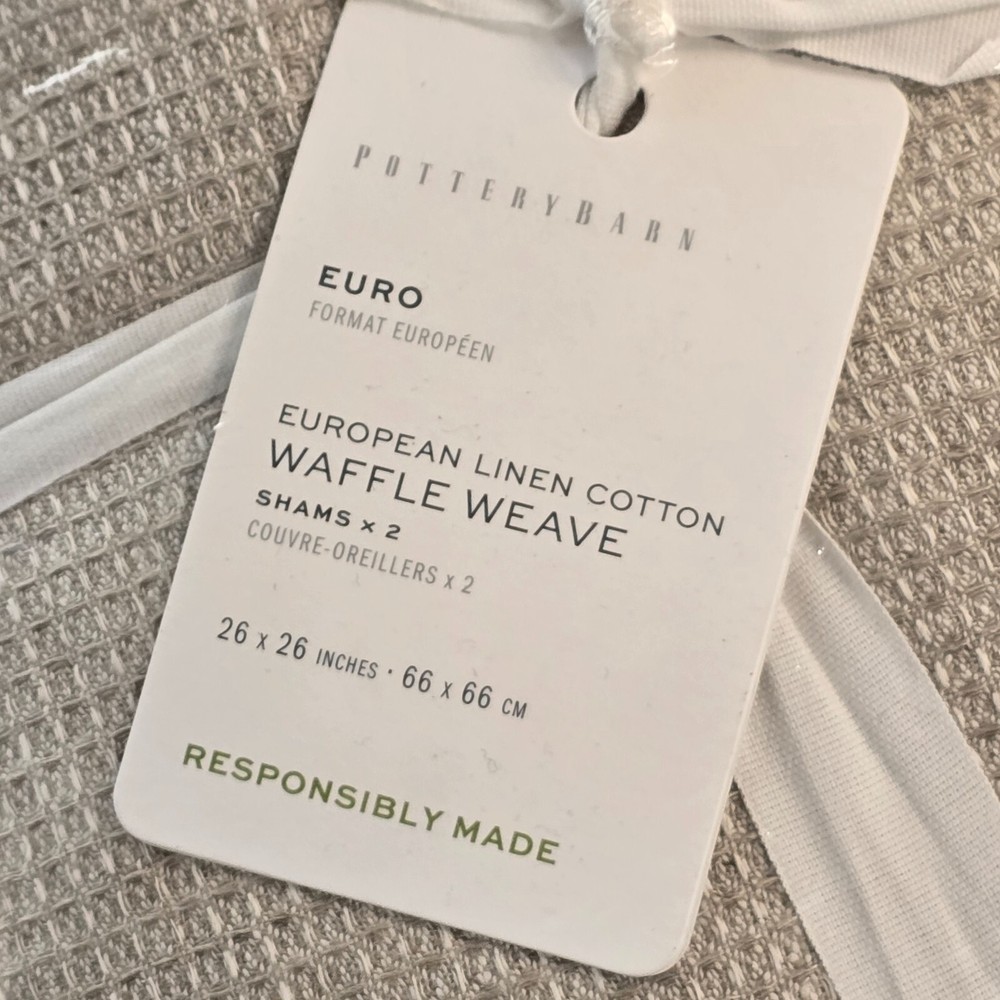 POTTERYBARN
EURO
FORMAT EUROPÉEN
EUROPEAN LINEN COTTON
WAFFLE WEAVE
SHAMS x 2
COUVRE-OREILLERS x 2
26 x 26 INCHES · 66 x 66 CM
RESPONSIBLY MADE